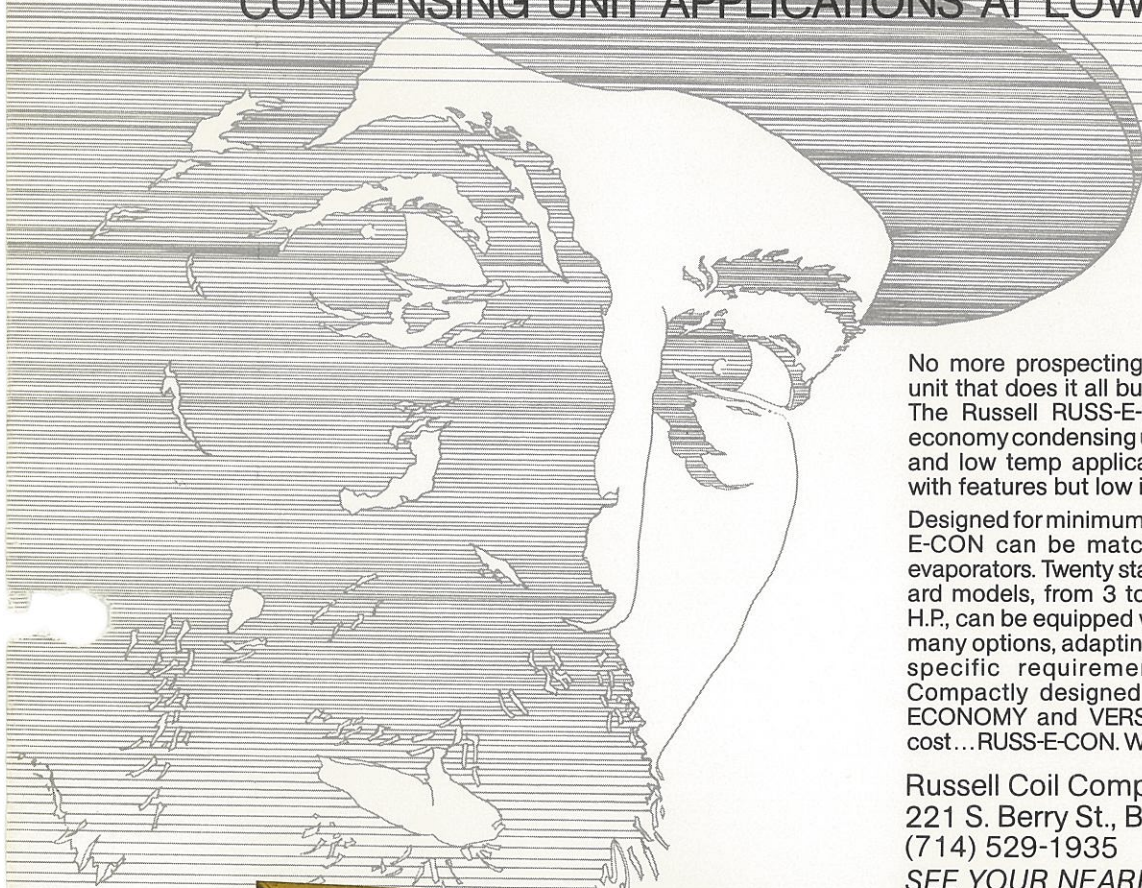 CONDENSING UNIT APPLICATIONS AT LOW
No more prospecting
unit that does it all bu
The Russell RUSS-E-
economy condensing u
and low temp applica
with features but low i
Designed for minimum
E-CON can be matc
evaporators. Twenty sta
ard models, from 3 to
H.P., can be equipped v
many options, adaptin
specific requiremen
Compactly designed
ECONOMY and VERS
cost...RUSS-E-CON. W
Russell Coil Comp
221 S. Berry St., B
(714) 529-1935
SEE YOUR NEARE